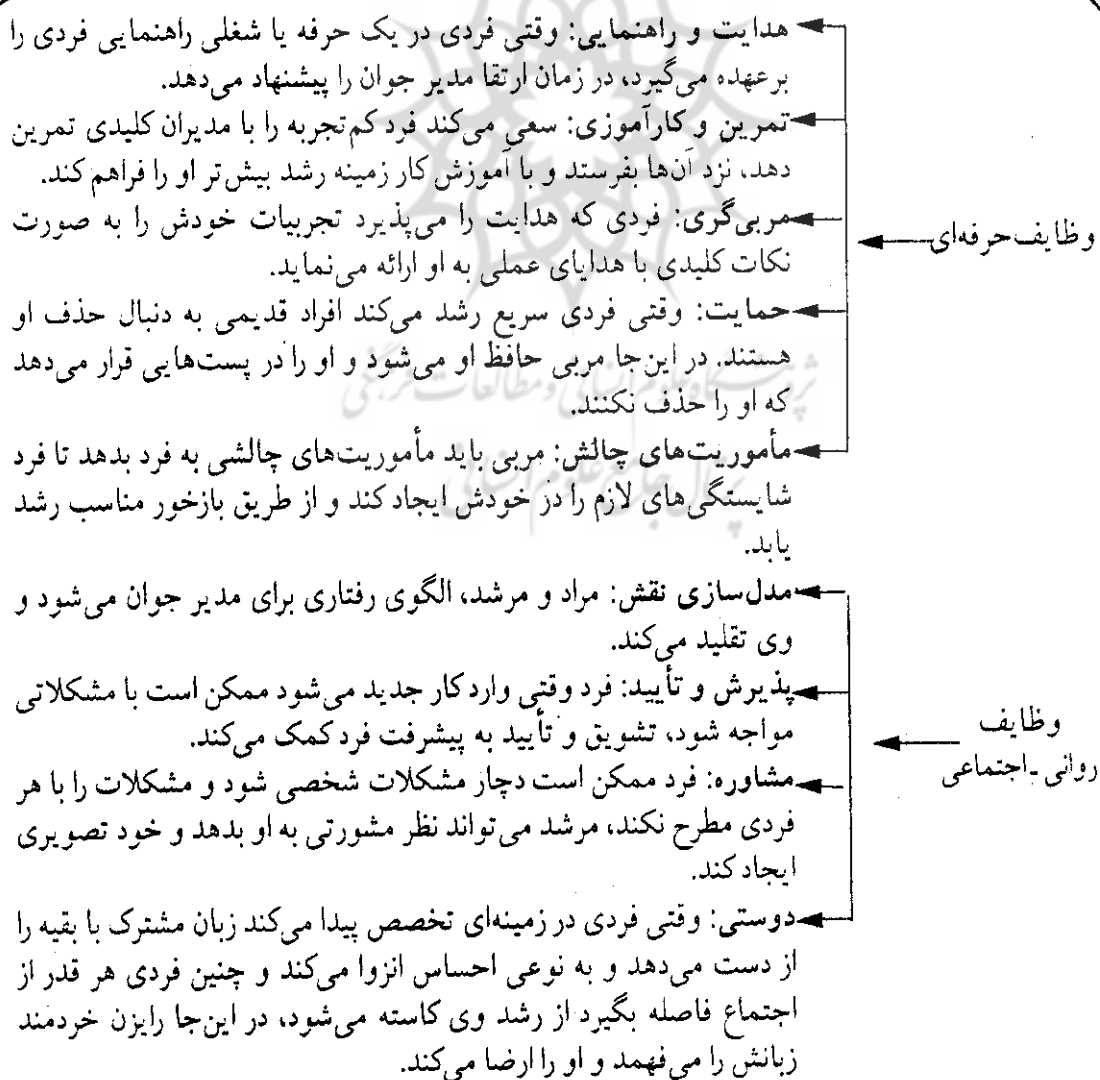 هدایت و راهنمایی: وقتی فردی در یک حرفه یا شغلی راهنمایی فردی را
برعهده می‌گیرد، در زمان ارتقا مدیر جوان را پیشنهاد می‌دهد.
تمرین و کارآموزی: سعی می‌کند فرد کم‌تجربه را با مدیران کلیدی تمرین
دهد، نزد آن‌ها بفرستد و با آموزش کار زمینه رشد بیش‌تر او را فراهم کند.
مربی‌گری: فردی که هدایت را می‌پذیرد تجربیات خودش را به صورت
نکات کلیدی با هدایای عملی به او ارائه می‌نماید.
حمایت: وقتی فردی سریع رشد می‌کند افراد قدیمی به دنبال حذف او
هستند. در این‌جا مربی حافظ او می‌شود و او را در پست‌هایی قرار می‌دهد
که او را حذف نکنند.
مأموریت‌های چالش: مربی باید مأموریت‌های چالشی به فرد بدهد تا فرد
شایستگی‌های لازم را در خودش ایجاد کند و از طریق بازخور مناسب رشد
یابد.
وظایف حرفه‌ای
مدل‌سازی نقش: مراد و مرشد، الگوی رفتاری برای مدیر جوان می‌شود و
وی تقلید می‌کند.
پذیرش و تأیید: فرد وقتی وارد کار جدید می‌شود ممکن است با مشکلاتی
مواجه شود، تشویق و تأیید به پیشرفت فرد کمک می‌کند.
مشاوره: فرد ممکن است دچار مشکلات شخصی شود و مشکلات را با هر
فردی مطرح نکند، مرشد می‌تواند نظر مشورتی به او بدهد و خود تصویری
ایجاد کند.
دوستی: وقتی فردی در زمینه‌ای تخصص پیدا می‌کند زبان مشترک با بقیه را
از دست می‌دهد و به نوعی احساس انزوا می‌کند و چنین فردی هر قدر از
اجتماع فاصله بگیرد از رشد وی کاسته می‌شود، در این‌جا رایزن خردمند
زبانش را می‌فهمد و او را ارضا می‌کند.
وظایف
روانی -اجتماعی
پژوهشگاه علوم انسانی و مطالعات فرهنگی
پرتال جامع علوم انسانی